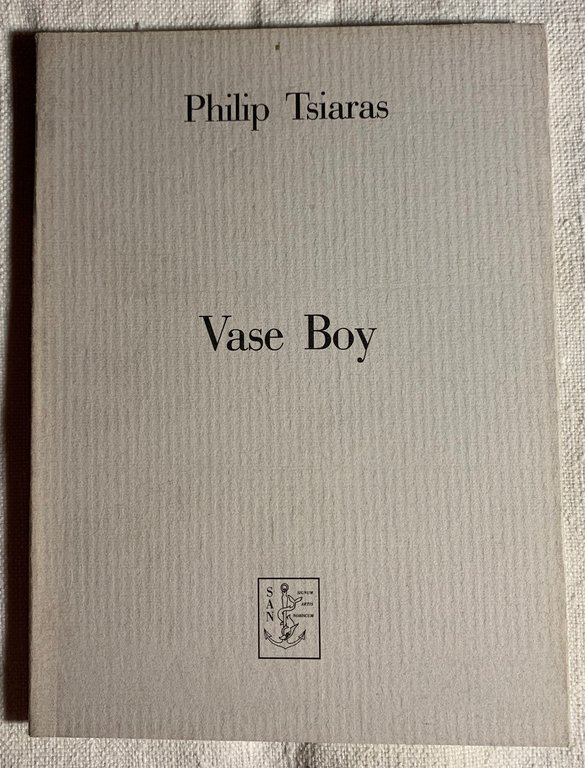 Philip Tsiaras
Vase Boy
SAN
SIGNUM
ARTIS
NORDICUM